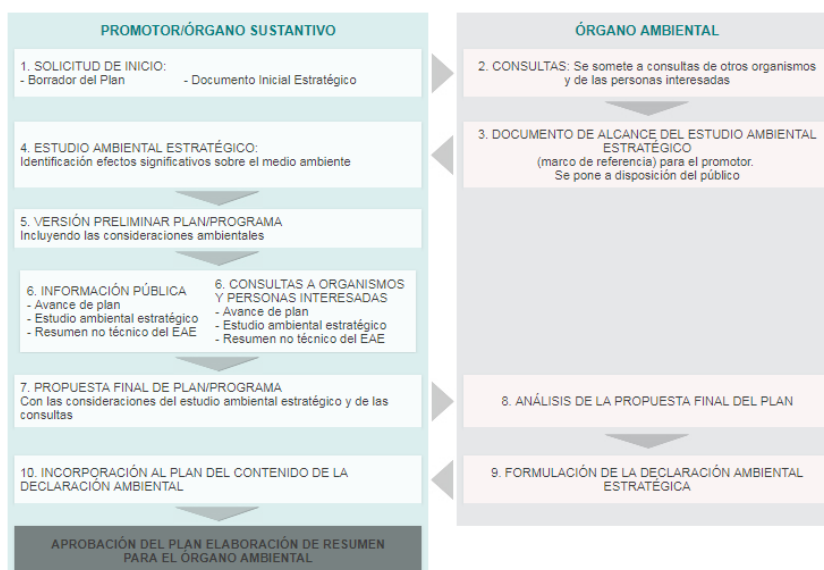 PROMOTOR/ÓRGANO SUSTANTIVO
ÓRGANO AMBIENTAL
1. SOLICITUD DE INICIO:
- Borrador del Plan - Documento Inicial Estratégico
2. CONSULTAS: Se somete a consultas de otros organismos
y de las personas interesadas
3. DOCUMENTO DE ALCANCE DEL ESTUDIO AMBIENTAL
ESTRATÉGICO
(marco de referencia) para el promotor.
Se pone a disposición del público
4. ESTUDIO AMBIENTAL ESTRATÉGICO:
Identificación efectos significativos sobre el medio ambiente
5. VERSIÓN PRELIMINAR PLAN/PROGRAMA
Incluyendo las consideraciones ambientales
6. INFORMACIÓN PÚBLICA
- Avance de plan
- Estudio ambiental estratégico
- Resumen no técnico del EAE
6. CONSULTAS A ORGANISMOS
Y PERSONAS INTERESADAS
- Avance de plan
- Estudio ambiental estratégico
- Resumen no técnico del EAE
7. PROPUESTA FINAL DE PLAN/PROGRAMA
Con las consideraciones del estudio ambiental estratégico y de las
consultas
8. ANÁLISIS DE LA PROPUESTA FINAL DEL PLAN
9. FORMULACIÓN DE LA DECLARACIÓN AMBIENTAL
ESTRATÉGICA
10. INCORPORACIÓN AL PLAN DEL CONTENIDO DE LA
DECLARACIÓN AMBIENTAL
APROBACIÓN DEL PLAN ELABORACIÓN DE RESUMEN
PARA EL ÓRGANO AMBIENTAL